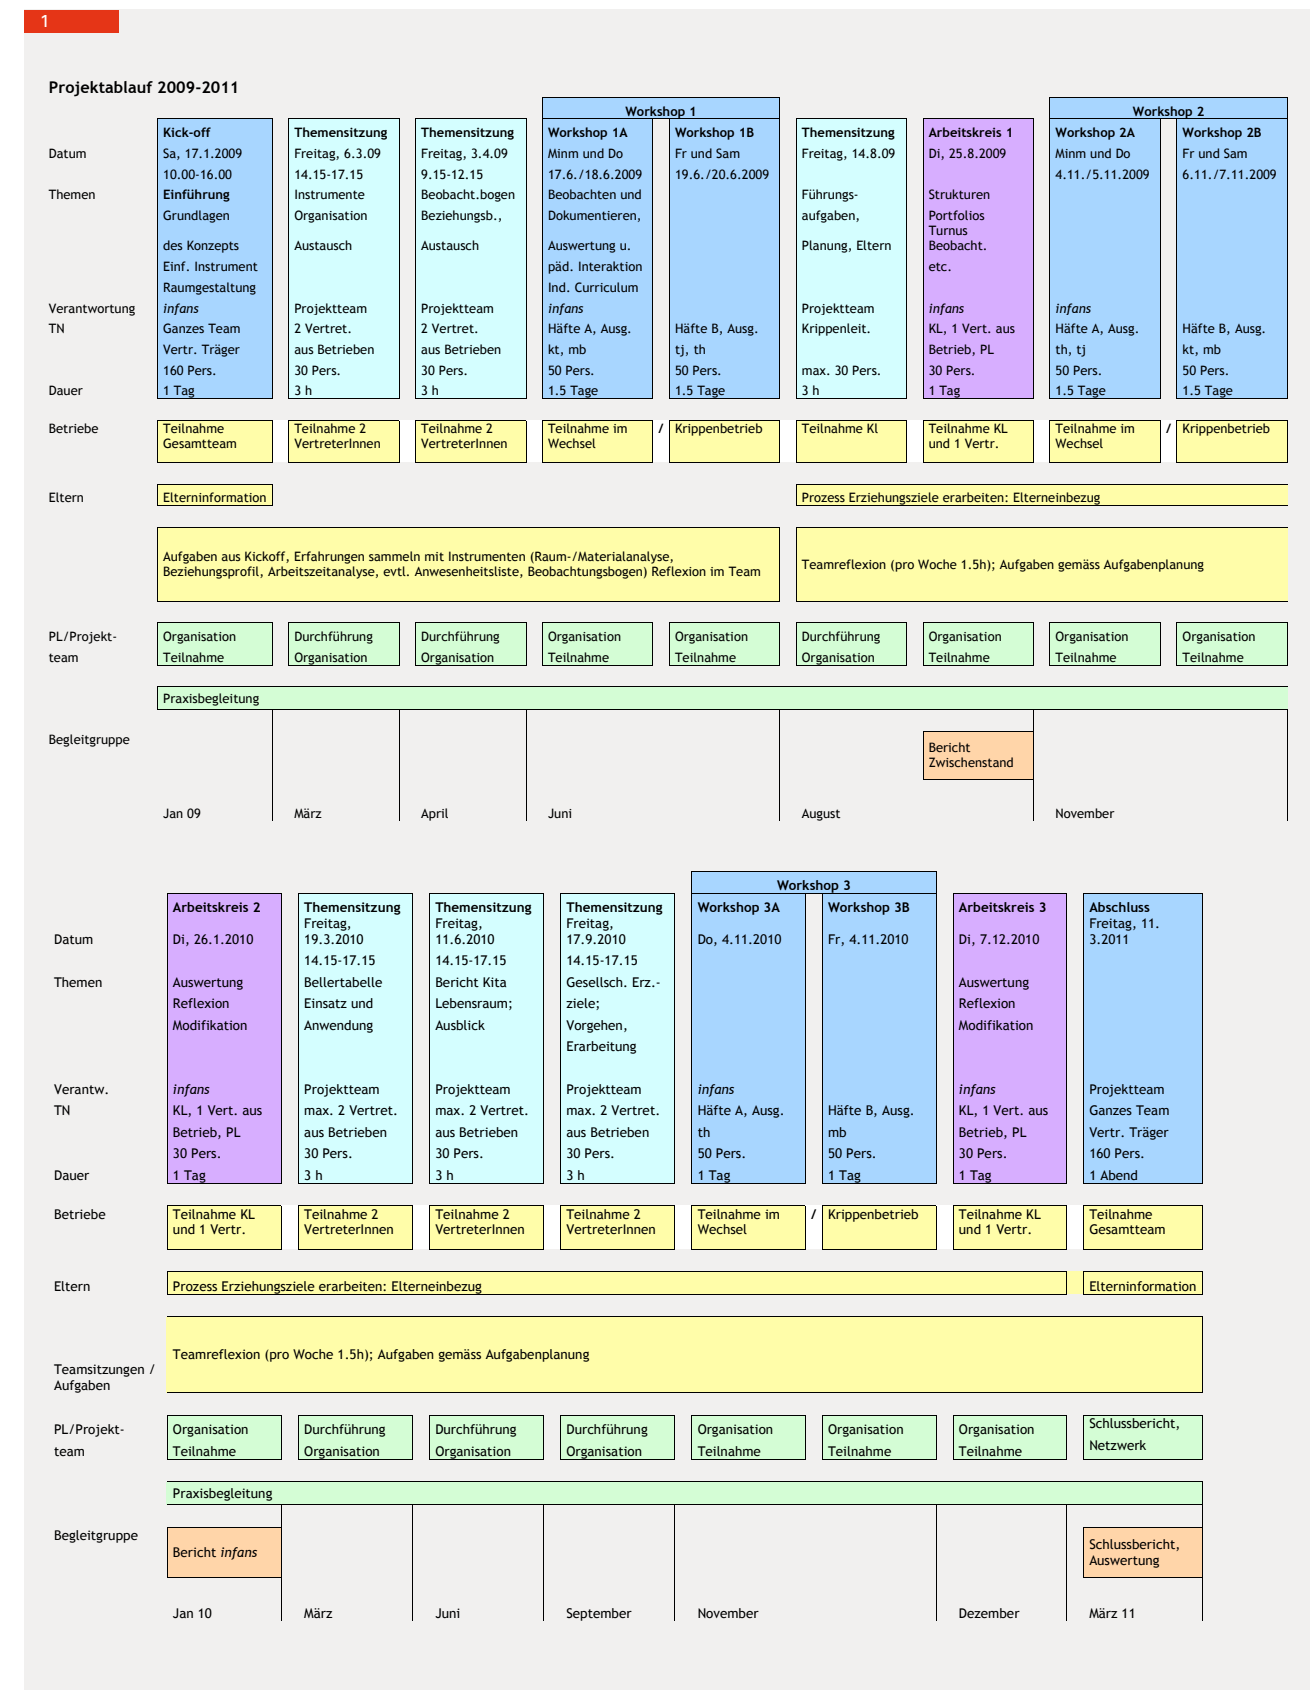 1
Projektablauf 2009-2011
Workshop 1 Workshop 2
Kick-off Themensitzung Themensitzung Workshop 1A Workshop 1B Themensitzung Arbeitskreis 1 Workshop 2A Workshop 2B
Datum Sa, 17.1.2009 Freitag, 6.3.09 Freitag, 3.4.09 Minm und Do Fr und Sam Freitag, 14.8.09 Di, 25.8.2009 Minm und Do Fr und Sam
10.00-16.00 14.15-17.15 9.15-12.15 17.6./18.6.2009 19.6./20.6.2009 4.11./5.11.2009 6.11./7.11.2009
Themen Einführung Instrumente Beobacht.bogen Beobachten und Führungs- Strukturen
Grundlagen Organisation Beziehungsb., Dokumentieren, aufgaben, Portfolios
Turnus
des Konzepts Austausch Austausch Auswertung u. Planung, Eltern Beobacht.
Einf. Instrument päd. Interaktion etc.
Raumgestaltung Ind. Curriculum
Verantwortung infans Projektteam Projektteam infans Projektteam infans infans
TN Ganzes Team 2 Vertret. 2 Vertret. Häfte A, Ausg. Häfte B, Ausg. Krippenleit. KL, 1 Vert. aus Häfte A, Ausg. Häfte B, Ausg.
Vertr. Träger aus Betrieben aus Betrieben kt, mb tj, th Betrieb, PL th, tj kt, mb
160 Pers. 30 Pers. 30 Pers. 50 Pers. 50 Pers. max. 30 Pers. 30 Pers. 50 Pers. 50 Pers.
Dauer 1 Tag 3 h 3 h 1.5 Tage 1.5 Tage 3 h 1 Tag 1.5 Tage 1.5 Tage
Betriebe Teilnahme Teilnahme 2 Teilnahme 2 Teilnahme im / Krippenbetrieb Teilnahme Kl Teilnahme KL Teilnahme im / Krippenbetrieb
Gesamtteam VertreterInnen VertreterInnen Wechsel und 1 Vertr. Wechsel
Eltern Elterninformation Prozess Erziehungsziele erarbeiten: Elterneinbezug
Aufgaben aus Kickoff, Erfahrungen sammeln mit Instrumenten (Raum-/Materialanalyse,
Beziehungsprofil, Arbeitszeitanalyse, evtl. Anwesenheitsliste, Beobachtungsbogen) Reflexion im Team
Teamreflexion (pro Woche 1.5h); Aufgaben gemäss Aufgabenplanung
PL/Projekt- Organisation Durchführung Durchführung Organisation Organisation Durchführung Organisation Organisation Organisation
team Teilnahme Organisation Organisation Teilnahme Teilnahme Organisation Teilnahme Teilnahme Teilnahme
Praxisbegleitung
Begleitgruppe Bericht
Zwischenstand
Jan 09 März April Juni August November
Workshop 3
Arbeitskreis 2 Themensitzung Themensitzung Themensitzung Workshop 3A Workshop 3B Arbeitskreis 3 Abschluss
Freitag, Freitag, Freitag, Freitag, 11.
Datum Di, 26.1.2010 19.3.2010 11.6.2010 17.9.2010 Do, 4.11.2010 Fr, 4.11.2010 Di, 7.12.2010 3.2011
14.15-17.15 14.15-17.15 14.15-17.15
Themen Auswertung Bellertabelle Bericht Kita Gesellsch. Erz.- Auswertung
Reflexion Einsatz und Lebensraum; ziele; Reflexion
Modifikation Anwendung Ausblick Vorgehen, Modifikation
Erarbeitung
Verantw. infans Projektteam Projektteam Projektteam infans infans Projektteam
TN KL, 1 Vert. aus max. 2 Vertret. max. 2 Vertret. max. 2 Vertret. Häfte A, Ausg. Häfte B, Ausg. KL, 1 Vert. aus Ganzes Team
Betrieb, PL aus Betrieben aus Betrieben aus Betrieben th mb Betrieb, PL Vertr. Träger
30 Pers. 30 Pers. 30 Pers. 30 Pers. 50 Pers. 50 Pers. 30 Pers. 160 Pers.
Dauer 1 Tag 3 h 3 h 3 h 1 Tag 1 Tag 1 Tag 1 Abend
Betriebe Teilnahme KL Teilnahme 2 Teilnahme 2 Teilnahme 2 Teilnahme im / Krippenbetrieb Teilnahme KL Teilnahme
und 1 Vertr. VertreterInnen VertreterInnen VertreterInnen Wechsel und 1 Vertr. Gesamtteam
Eltern Prozess Erziehungsziele erarbeiten: Elterneinbezug Elterninformation
Teamreflexion (pro Woche 1.5h); Aufgaben gemäss Aufgabenplanung
Teamsitzungen /
Aufgaben
PL/Projekt- Organisation Durchführung Durchführung Durchführung Organisation Organisation Organisation Schlussbericht,
team Teilnahme Organisation Organisation Organisation Teilnahme Teilnahme Teilnahme Netzwerk
Praxisbegleitung
Begleitgruppe Bericht infans Schlussbericht,
Auswertung
Jan 10 März Juni September November Dezember März 11